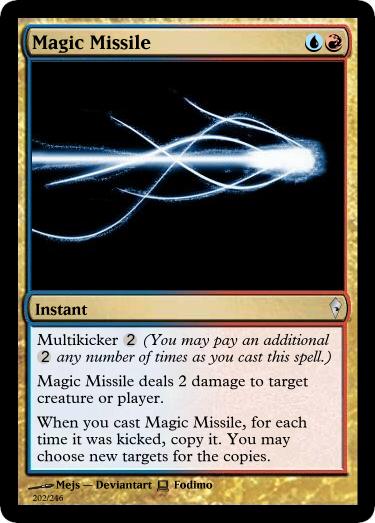 Magic Missile
Instant
Multikicker 2 (You may pay an additional
2 any number of times as you cast this spell.)
Magic Missile deals 2 damage to target
creature or player.
When you cast Magic Missile, for each
time it was kicked, copy it. You may
choose new targets for the copies.
Mejs — Deviantart Fodimo
202/246